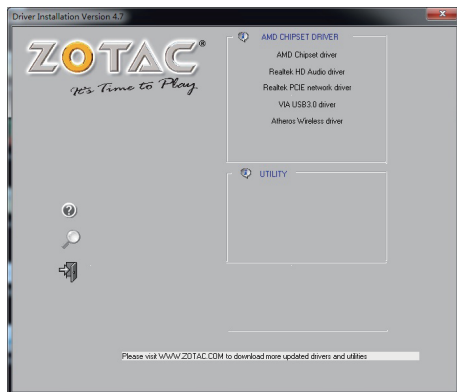 Driver Installation Version 4.7
ZOTAC®
It's Time to Play.
AMD CHIPSET DRIVER
AMD Chipset driver
Realtek HD Audio driver
Realtek PCIE network driver
VIA USB3.0 driver
Atheros Wireless driver
UTILITY
Please visit WWW.ZOTAC.COM to download more updated drivers and utilities